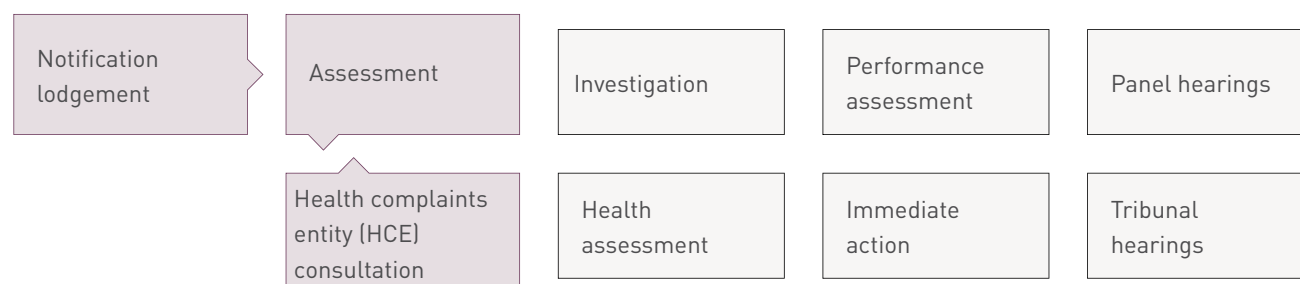 Notification
lodgement
Assessment
Investigation
Performance
assessment
Panel hearings
Health complaints
entity (HCE)
consultation
Health
assessment
Immediate
action
Tribunal
hearings